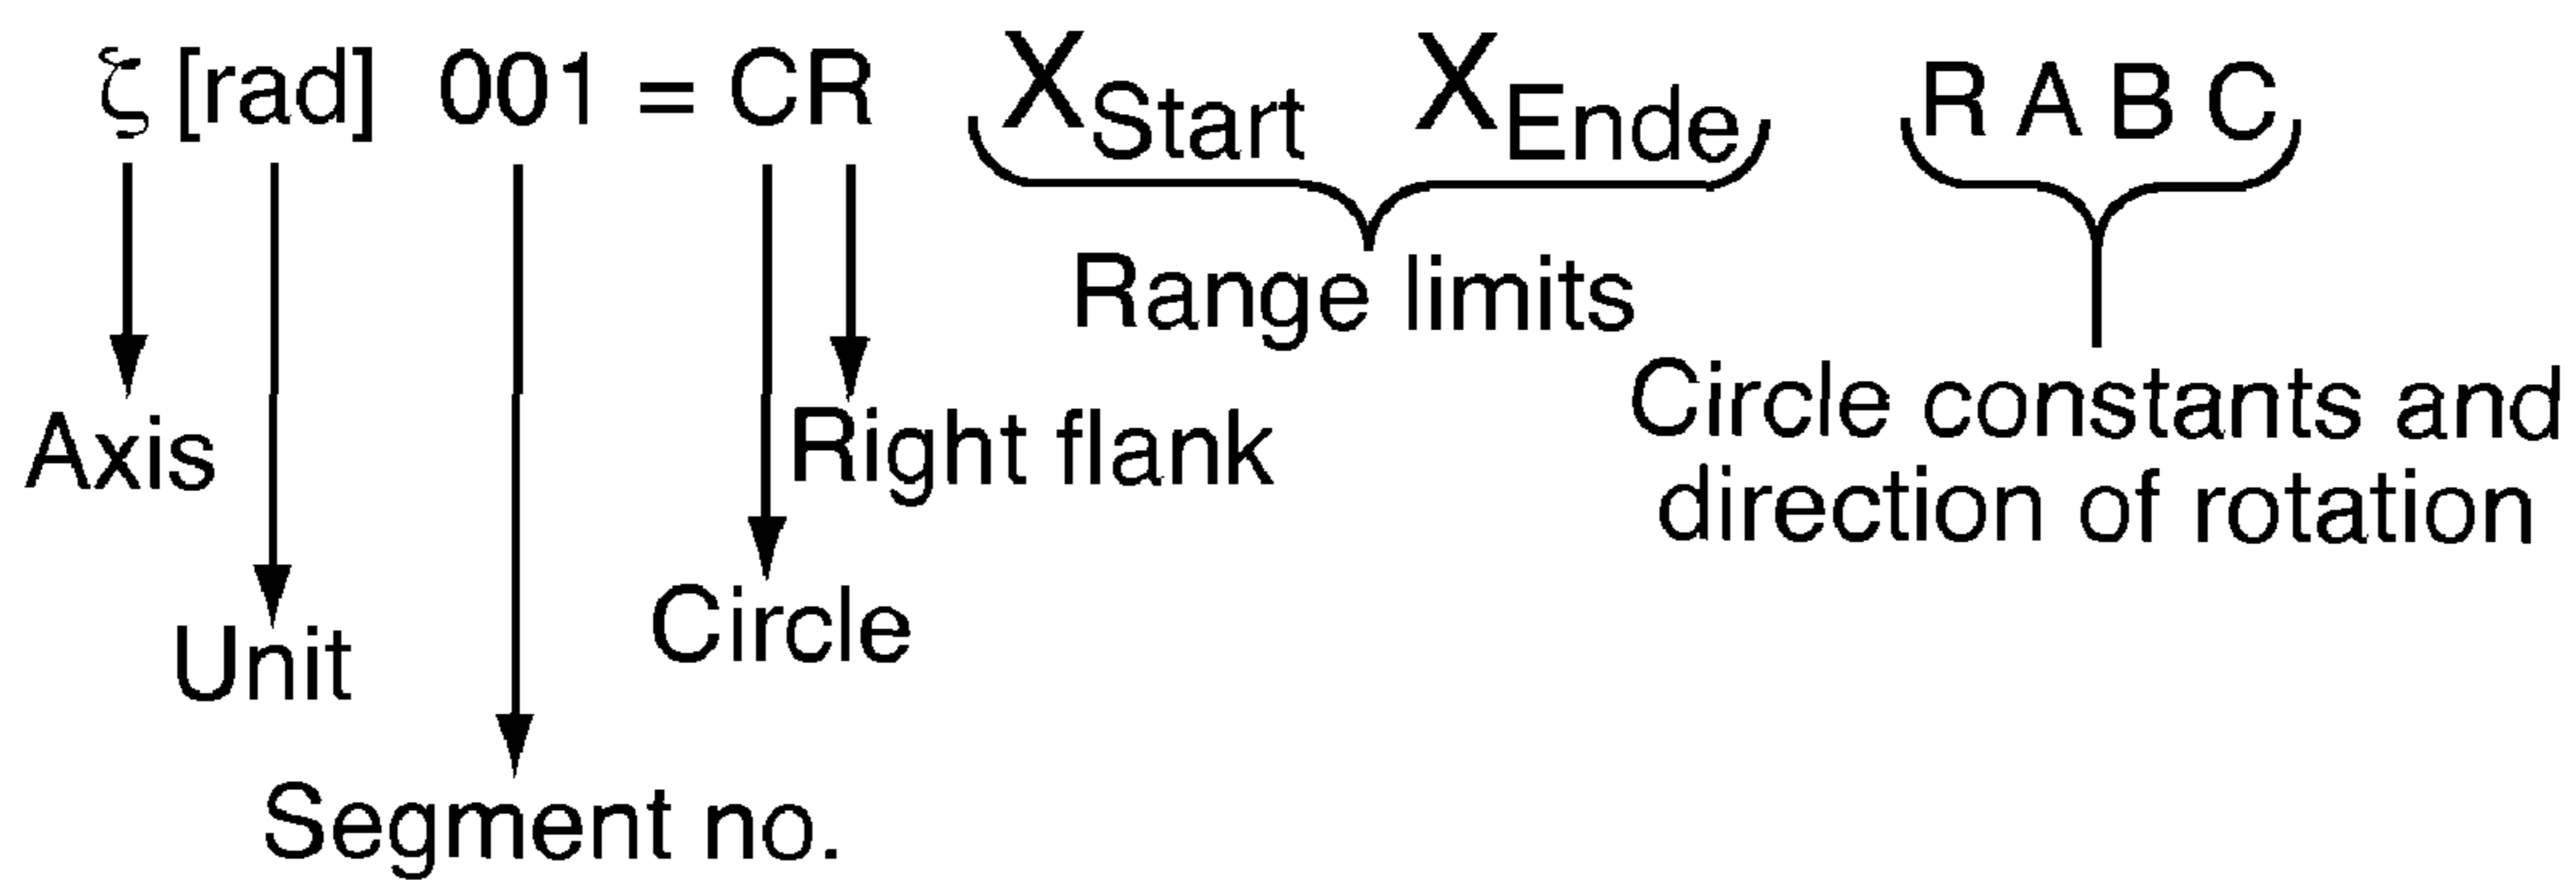 ζ [rad] 001 = CR X_Start X_Ende R A B C
Range limits
Axis
Right flank
Circle constants and
direction of rotation
Unit
Circle
Segment no.